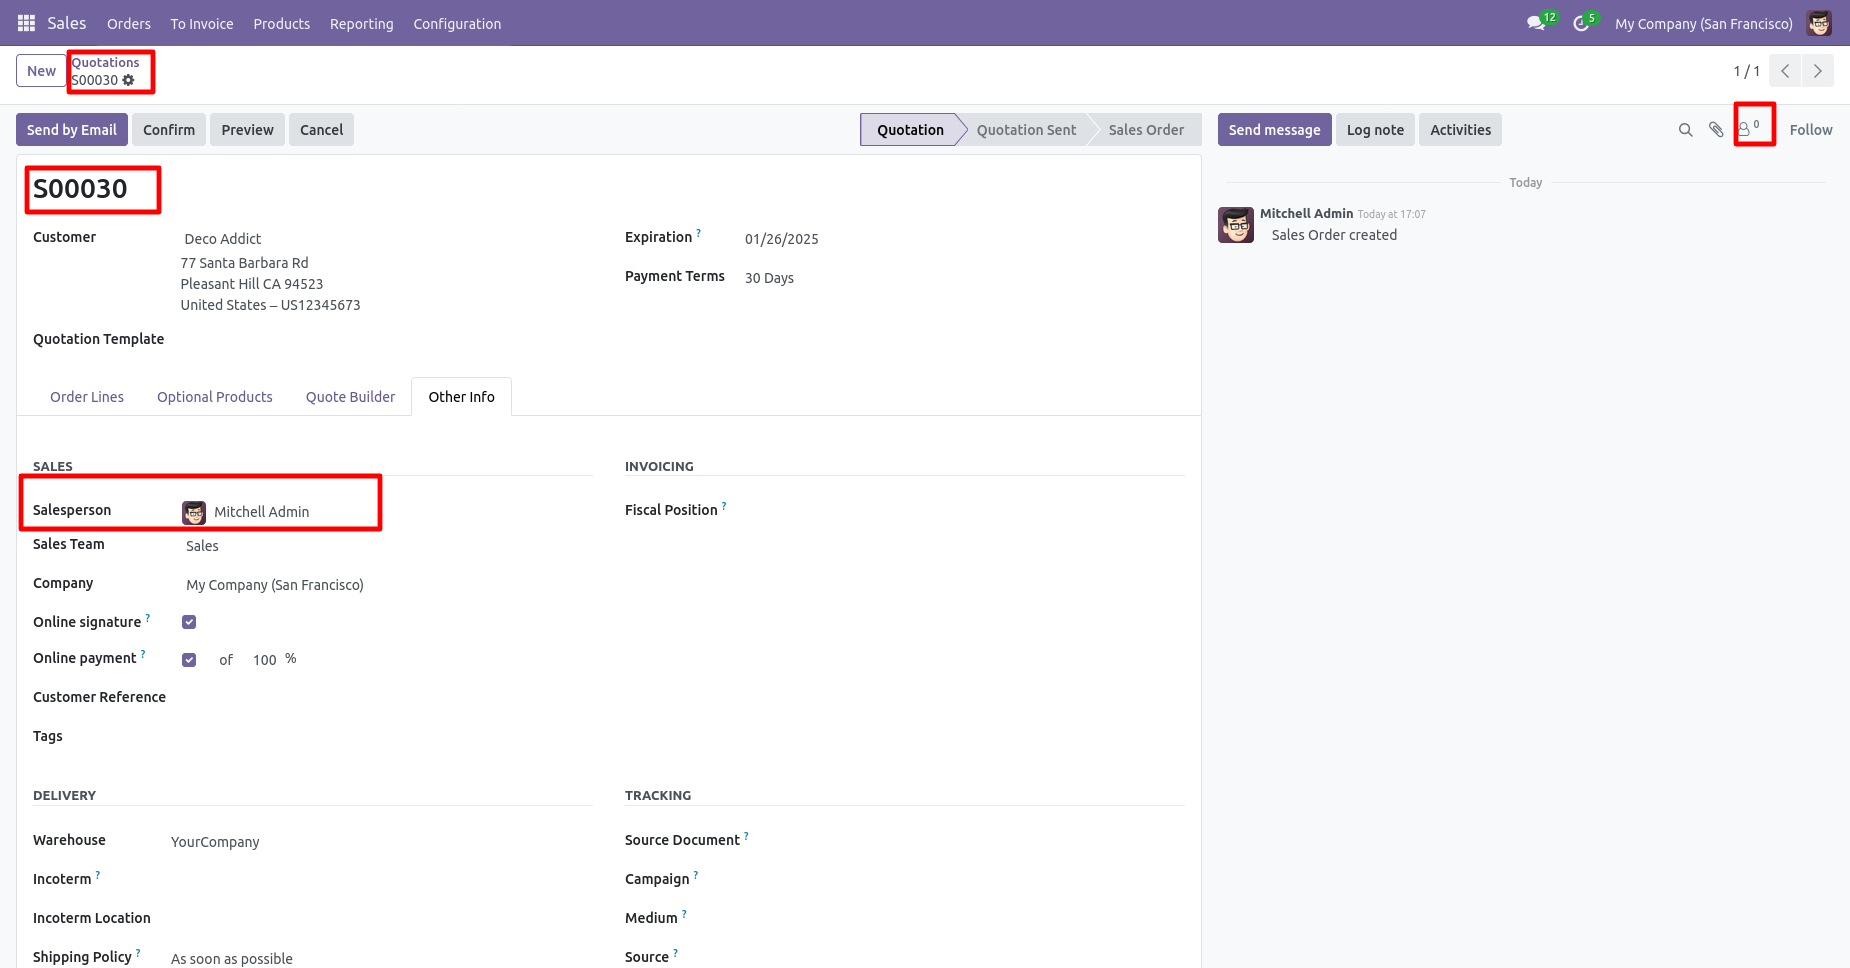 Sales Orders To Invoice Products Reporting Configuration 12 5 My Company (San Francisco)
New Quotations
S00030
1 / 1
Send by Email Confirm Preview Cancel Quotation Quotation Sent Sales Order Send message Log note Activities 0 Follow
S00030
Today
Mitchell Admin Today at 17:07
Sales Order created
Customer Deco Addict
77 Santa Barbara Rd
Pleasant Hill CA 94523
United States – US12345673
Expiration ? 01/26/2025
Payment Terms 30 Days
Quotation Template
Order Lines Optional Products Quote Builder Other Info
SALES
Salesperson Mitchell Admin
Sales Team Sales
Company My Company (San Francisco)
Online signature ?
Online payment ? of 100 %
Customer Reference
Tags
INVOICING
Fiscal Position ?
DELIVERY
Warehouse YourCompany
Incoterm ?
Incoterm Location
Shipping Policy ? As soon as possible
TRACKING
Source Document ?
Campaign ?
Medium ?
Source ?